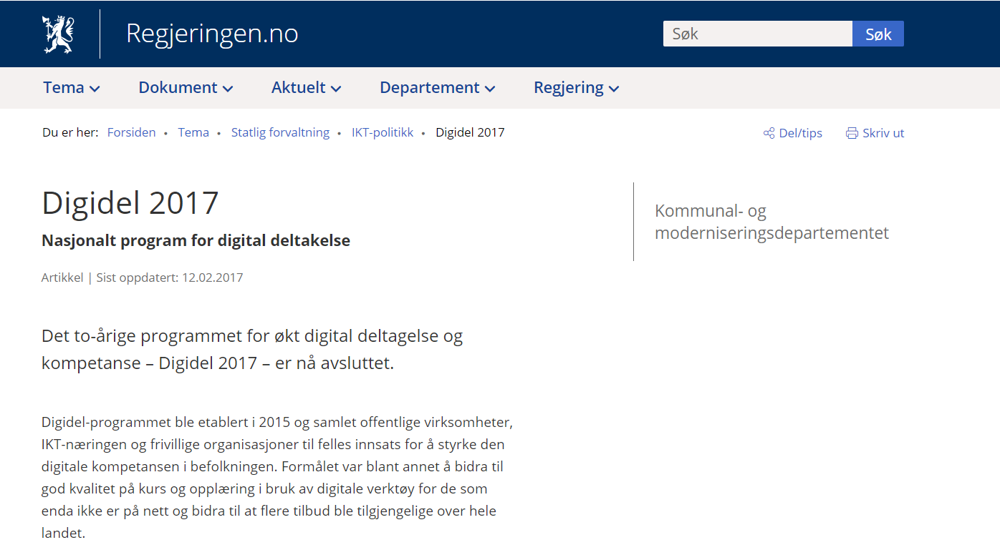 Regjeringen.no
Søk
Søk
Tema
Dokument
Aktuelt
Departement
Regjering
Du er her: Forsiden • Tema • Statlig forvaltning • IKT-politikk • Digidel 2017
Del/tips
Skriv ut
Digidel 2017
Nasjonalt program for digital deltakelse
Artikkel | Sist oppdatert: 12.02.2017
Kommunal- og
moderniseringsdepartementet
Det to-årige programmet for økt digital deltagelse og
kompetanse – Digidel 2017 – er nå avsluttet.
Digidel-programmet ble etablert i 2015 og samlet offentlige virksomheter,
IKT-næringen og frivillige organisasjoner til felles innsats for å styrke den
digitale kompetansen i befolkningen. Formålet var blant annet å bidra til
god kvalitet på kurs og opplæring i bruk av digitale verktøy for de som
enda ikke er på nett og bidra til at flere tilbud ble tilgjengelige over hele
landet.